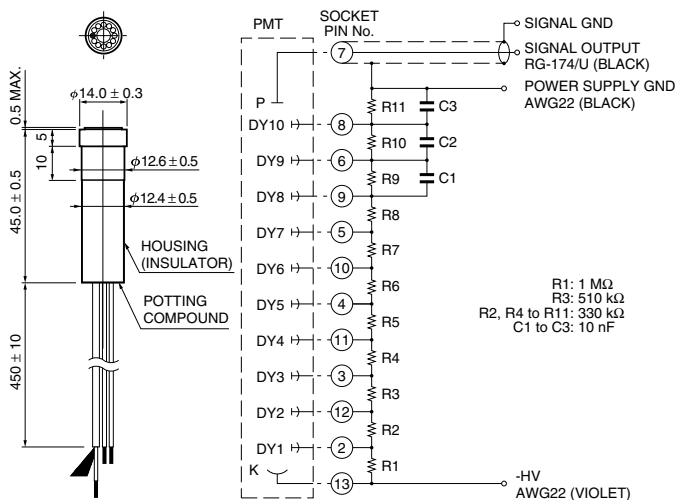 PMT
SOCKET
PIN No.
SIGNAL GND
7
SIGNAL OUTPUT
RG-174/U (BLACK)
POWER SUPPLY GND
AWG22 (BLACK)
0.5 MAX.
φ14.0 ± 0.3
5
10
φ12.6 ± 0.5
45.0 ± 0.5
φ12.4 ± 0.5
HOUSING
(INSULATOR)
POTTING
COMPOUND
450 ± 10
P
R11
C3
DY10
8
R10
C2
DY9
6
R9
C1
DY8
9
R8
DY7
5
R7
DY6
10
R6
DY5
4
R5
DY4
11
R4
DY3
3
R3
DY2
12
R2
DY1
2
R1
K
13
-HV
AWG22 (VIOLET)
R1: 1 MΩ
R3: 510 kΩ
R2, R4 to R11: 330 kΩ
C1 to C3: 10 nF